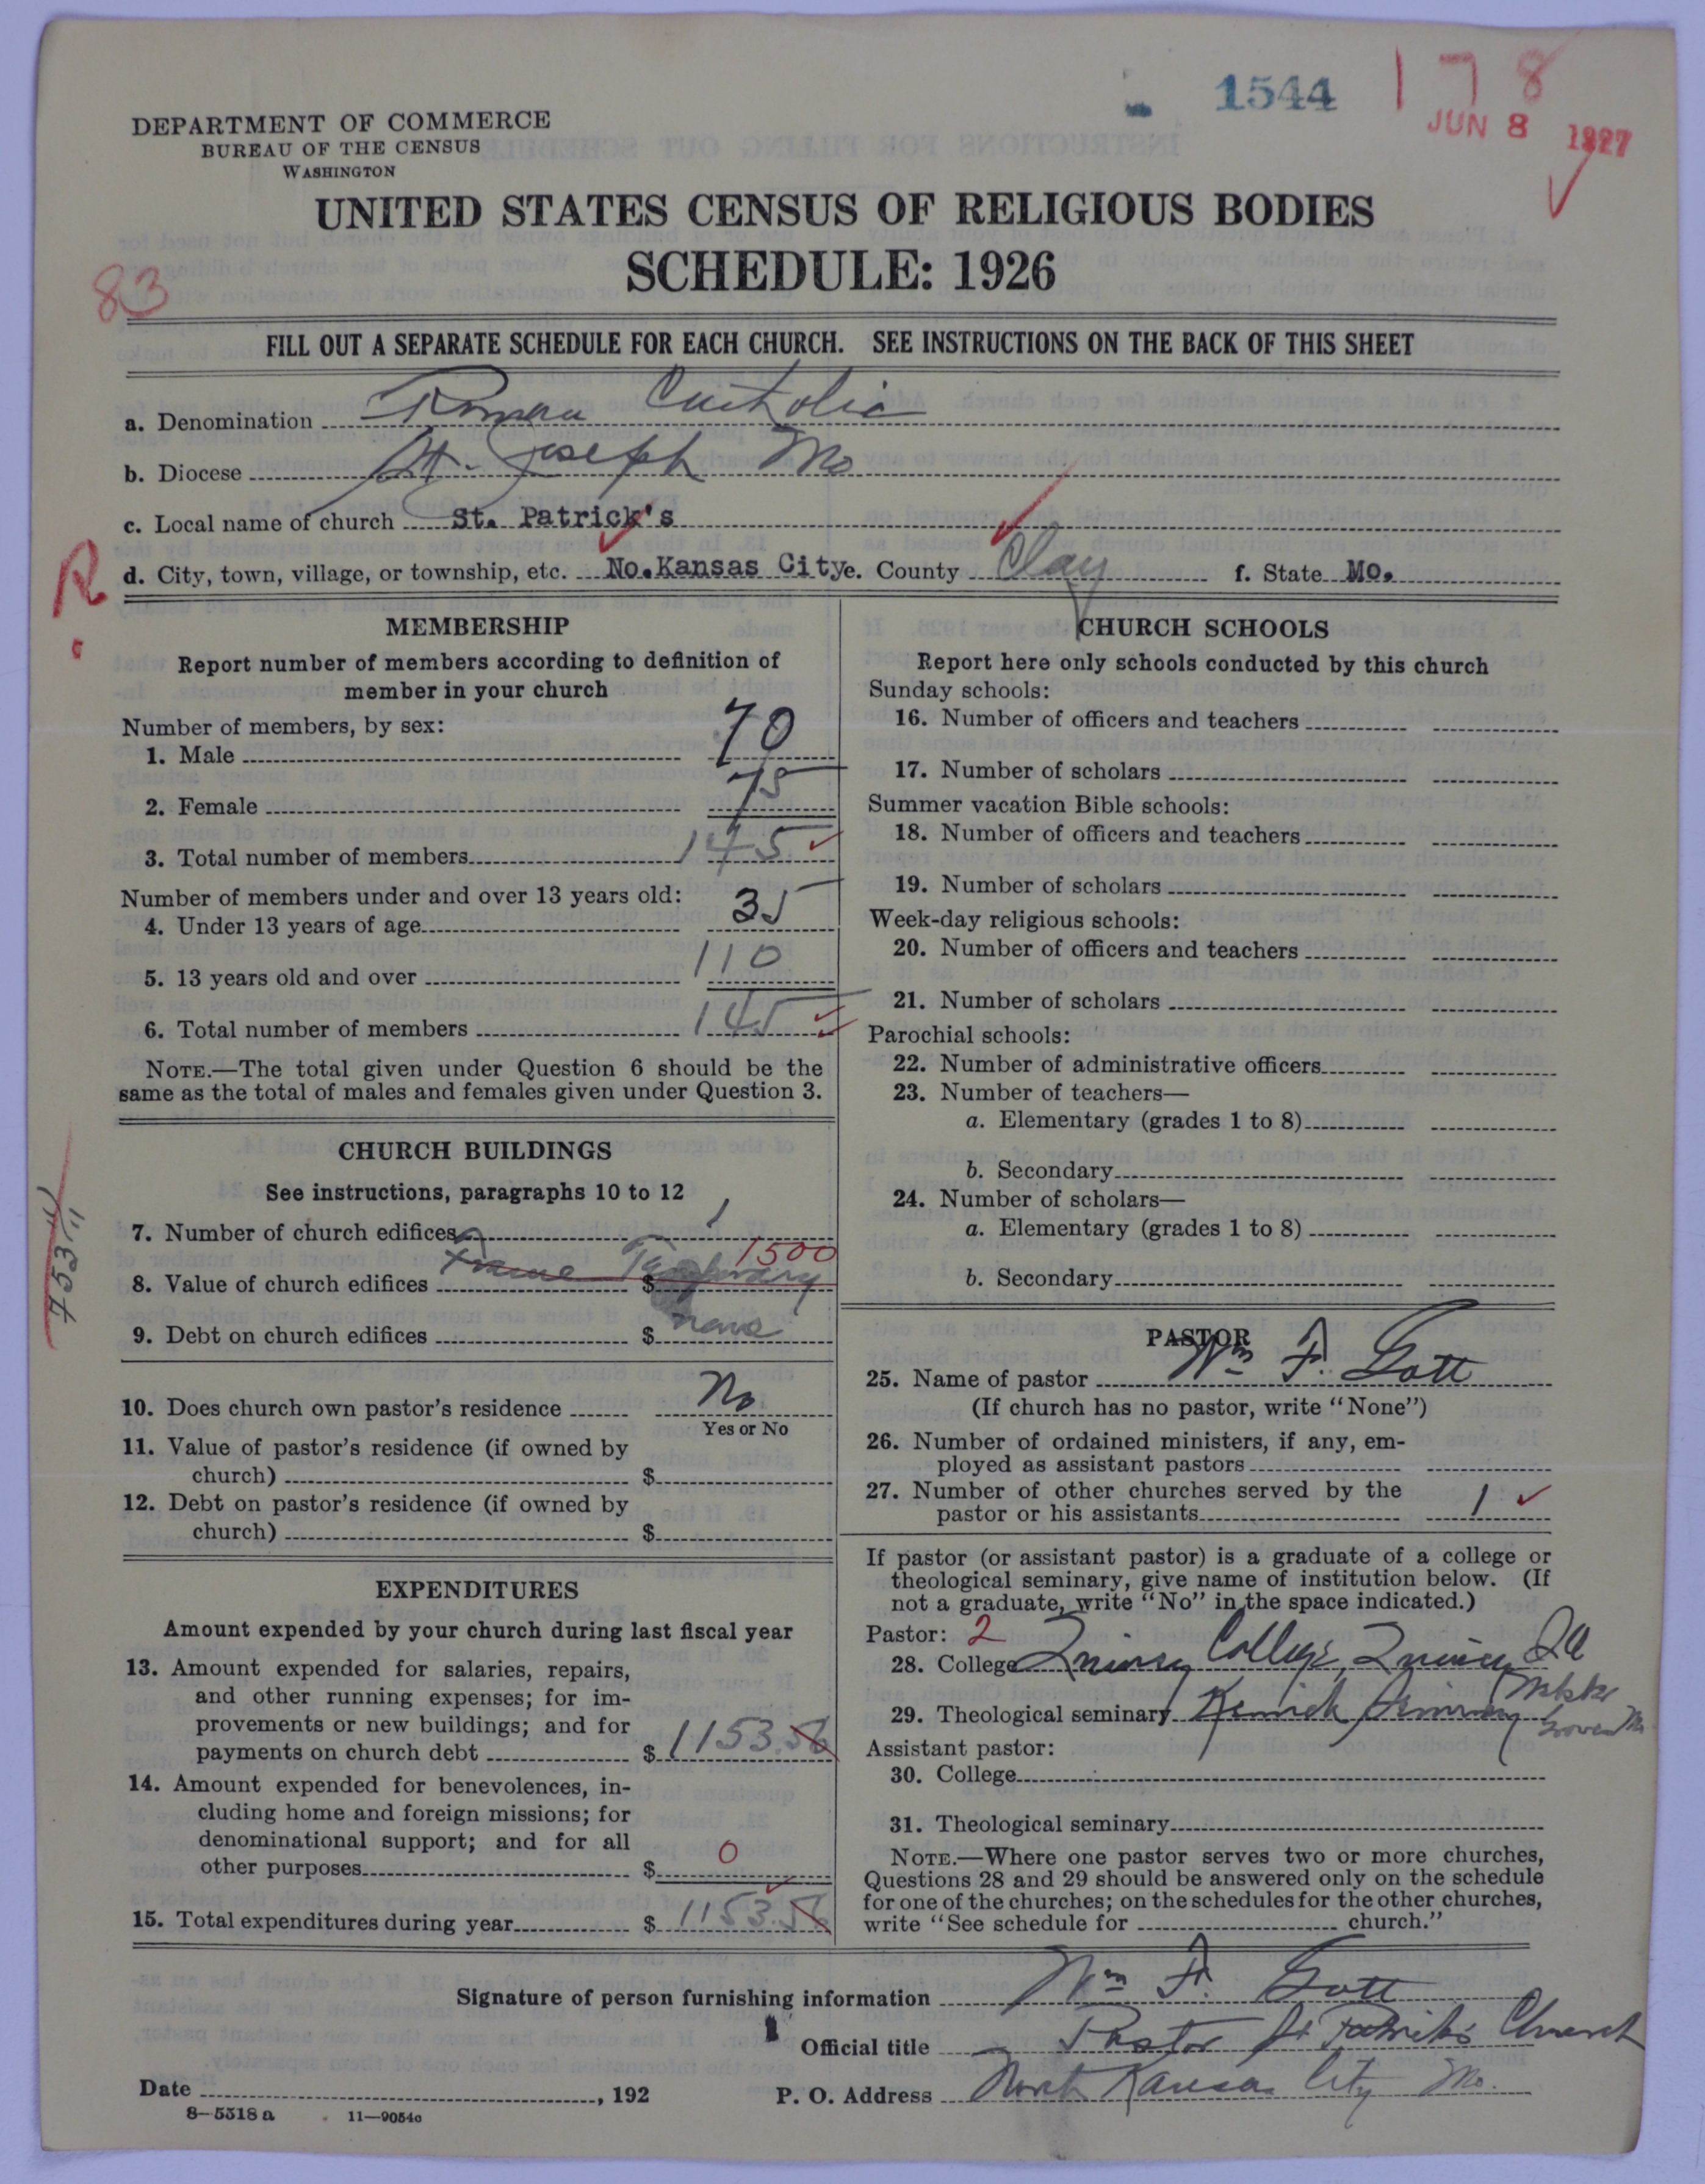 1544
178
JUN 8 1927
DEPARTMENT OF COMMERCE
BUREAU OF THE CENSUS
WASHINGTON
UNITED STATES CENSUS OF RELIGIOUS BODIES
SCHEDULE: 1926
83
FILL OUT A SEPARATE SCHEDULE FOR EACH CHURCH. SEE INSTRUCTIONS ON THE BACK OF THIS SHEET
a. Denomination Roman Catholic
b. Diocese St. Joseph Mo
c. Local name of church St. Patrick's
R
d. City, town, village, or township, etc. No. Kansas City e. County Clay f. State Mo.
MEMBERSHIP
Report number of members according to definition of
member in your church
Number of members, by sex:
1. Male 70
2. Female 75
3. Total number of members 145
Number of members under and over 13 years old:
4. Under 13 years of age 35
5. 13 years old and over 110
6. Total number of members 145
NOTE.—The total given under Question 6 should be the
same as the total of males and females given under Question 3.
CHURCH BUILDINGS
See instructions, paragraphs 10 to 12
7. Number of church edifices 1
8. Value of church edifices Frame Temporary $ 1500
9. Debt on church edifices $ none
10. Does church own pastor's residence No
Yes or No
11. Value of pastor's residence (if owned by
church) $
12. Debt on pastor's residence (if owned by
church) $
EXPENDITURES
Amount expended by your church during last fiscal year
13. Amount expended for salaries, repairs,
and other running expenses; for im-
provements or new buildings; and for
payments on church debt $ 1153.56
14. Amount expended for benevolences, in-
cluding home and foreign missions; for
denominational support; and for all
other purposes $ 0
15. Total expenditures during year $ 1153.56
CHURCH SCHOOLS
Report here only schools conducted by this church
Sunday schools:
16. Number of officers and teachers
17. Number of scholars
Summer vacation Bible schools:
18. Number of officers and teachers
19. Number of scholars
Week-day religious schools:
20. Number of officers and teachers
21. Number of scholars
Parochial schools:
22. Number of administrative officers
23. Number of teachers—
a. Elementary (grades 1 to 8)
b. Secondary
24. Number of scholars—
a. Elementary (grades 1 to 8)
b. Secondary
PASTOR
25. Name of pastor Wm F. Gott
(If church has no pastor, write "None")
26. Number of ordained ministers, if any, em-
ployed as assistant pastors
27. Number of other churches served by the
pastor or his assistants 1
If pastor (or assistant pastor) is a graduate of a college or
theological seminary, give name of institution below. (If
not a graduate, write "No" in the space indicated.)
Pastor: 2
28. College Quincy College, Quincy Ill
29. Theological seminary Kenrick Seminary Groves Mo
Assistant pastor:
30. College
31. Theological seminary
NOTE.—Where one pastor serves two or more churches,
Questions 28 and 29 should be answered only on the schedule
for one of the churches; on the schedules for the other churches,
write "See schedule for church."
Signature of person furnishing information Wm F. Gott
Official title Pastor St Patrick's Church
Date , 192
P. O. Address North Kansas City Mo.
8-5318 a 11-9054c